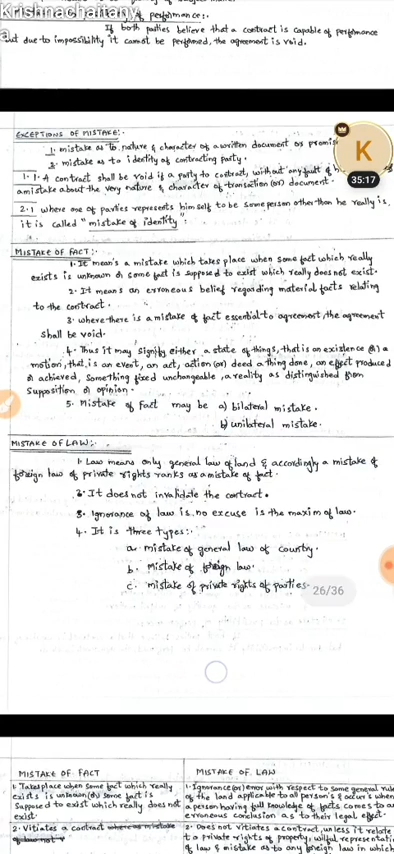 Krishnachaitany
of performance:.
If both parties believe that a contract is capable of performance
but due to impossibility it cannot be performed, the agreement is void.
EXCEPTIONS OF MISTAKE:.
1. mistake as to nature & character of a written document or promis
2. mistake as to identity of contracting party.
1.1. A contract shall be void if a party to contract, without any fault of
a mistake about the very nature & character of transaction (or) document.
2.1 where one of parties represents himself to be some person other than he really is,
it is called "mistake of identity".
K
35:17
MISTAKE OF FACT:.
1. It mean's a mistake which takes place when some fact which really
exists is unknown or some fact is supposed to exist which really does not exist.
2. It means an erroneous belief regarding material facts relating
to the contract.
3. where there is a mistake of fact essential to agreement, the agreement
shall be void.
4. Thus it may signify either a state of things, that is an existence (or) a
motion, that is an event, an act, action (or) deed a thing done, an effect produced
or achieved, something fixed unchangeable, a reality as distinguished from
supposition or opinion.
5. Mistake of Fact may be a) bilateral mistake.
b) unilateral mistake.
MISTAKE OF LAW:.
1. Law means only general law of land & accordingly a mistake of
foreign law of private rights ranks as a mistake of fact.
2. It does not invalidate the contract.
3. Ignorance of law is no excuse is the maxim of law.
4. It is three types:.
a. mistake of general law of country.
b. mistake of foreign law.
c. mistake of private rights of parties.
26/36
MISTAKE OF FACT
MISTAKE OF LAW
1. Takes place when some fact which really
exists is unknown (or) some fact is
supposed to exist which really does not
exist.
1. Ignorance (or) error with respect to some general rule
of the land applicable to all person's & occur's when
a person having full knowledge of facts comes to a
erroneous conclusion as to their legal effect.
2. Vitiates a contract
2. Does not vitiates a contract, unless it relate
to a private rights of property, wilful representati
of law & mistake as to any foreign law in which